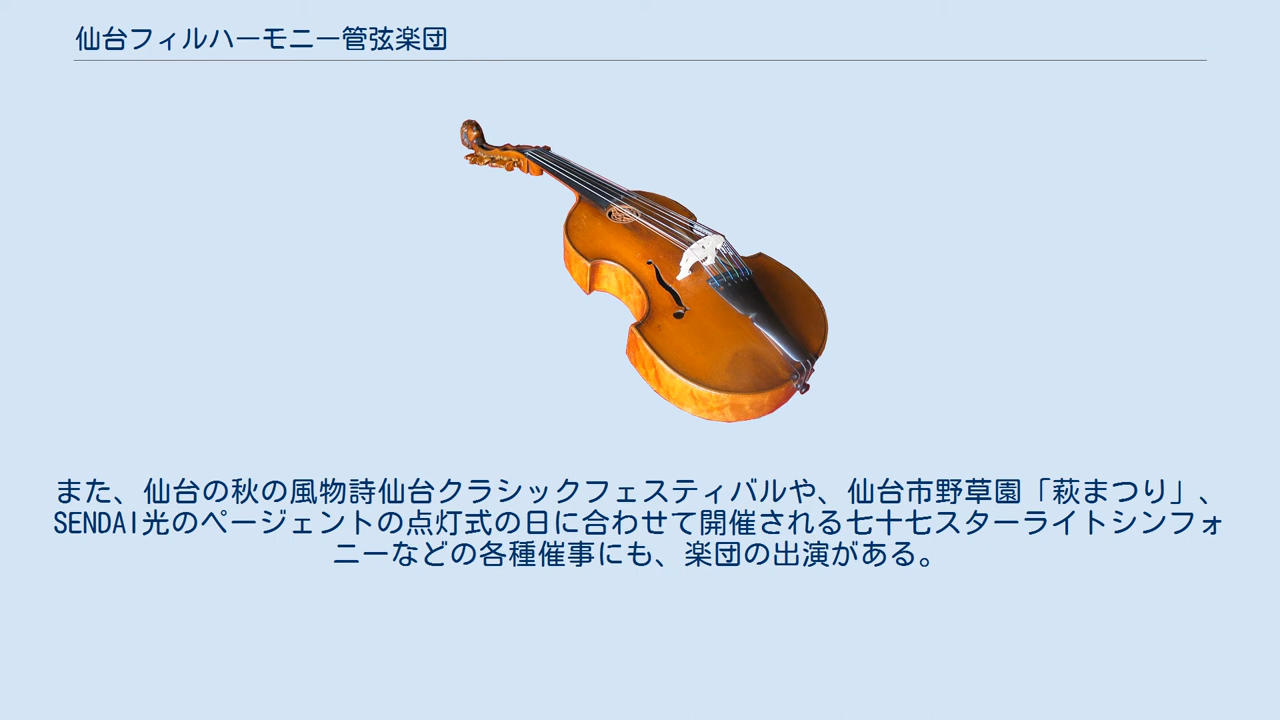 仙台フィルハーモニー管弦楽団
また、仙台の秋の風物詩仙台クラシックフェスティバルや、仙台市野草園「萩まつり」、
SENDAI光のページェントの点灯式の日に合わせて開催される七十七スターライトシンフォ
ニーなどの各種催事にも、楽団の出演がある。